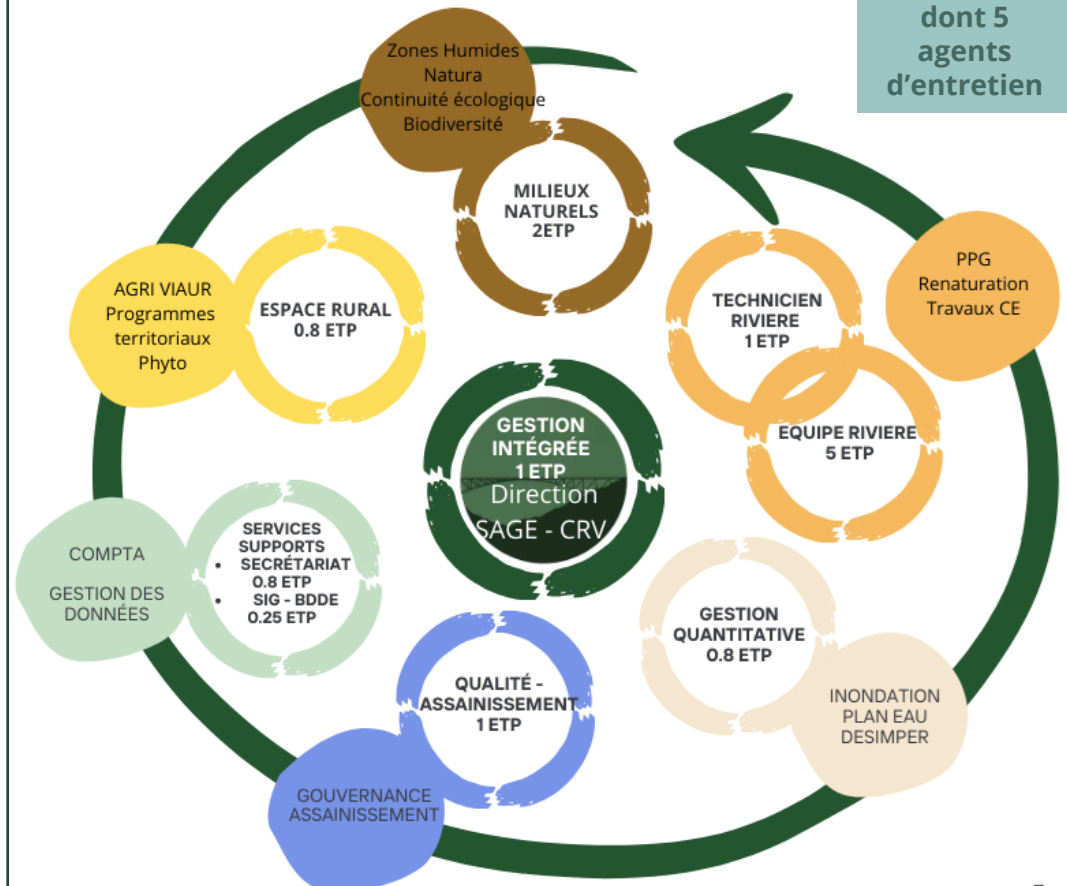 dont 5
agents
d'entretien
Zones Humides
Natura
Continuité écologique
Biodiversité
MILIEUX
NATURELS
2ETP
AGRI VIAUR
Programmes
territoriaux
Phyto
ESPACE RURAL
0.8 ETP
TECHNICIEN
RIVIERE
1 ETP
PPG
Renaturation
Travaux CE
EQUIPE RIVIERE
5 ETP
GESTION
INTÉGRÉE
1 ETP
Direction
SAGE - CRV
COMPTA
GESTION DES
DONNÉES
SERVICES
SUPPORTS
• SECRÉTARIAT
0.8 ETP
• SIG - BDDE
0.25 ETP
GESTION
QUANTITATIVE
0.8 ETP
INONDATION
PLAN EAU
DESIMPER
QUALITÉ -
ASSAINISSEMENT
1 ETP
GOUVERNANCE
ASSAINISSEMENT